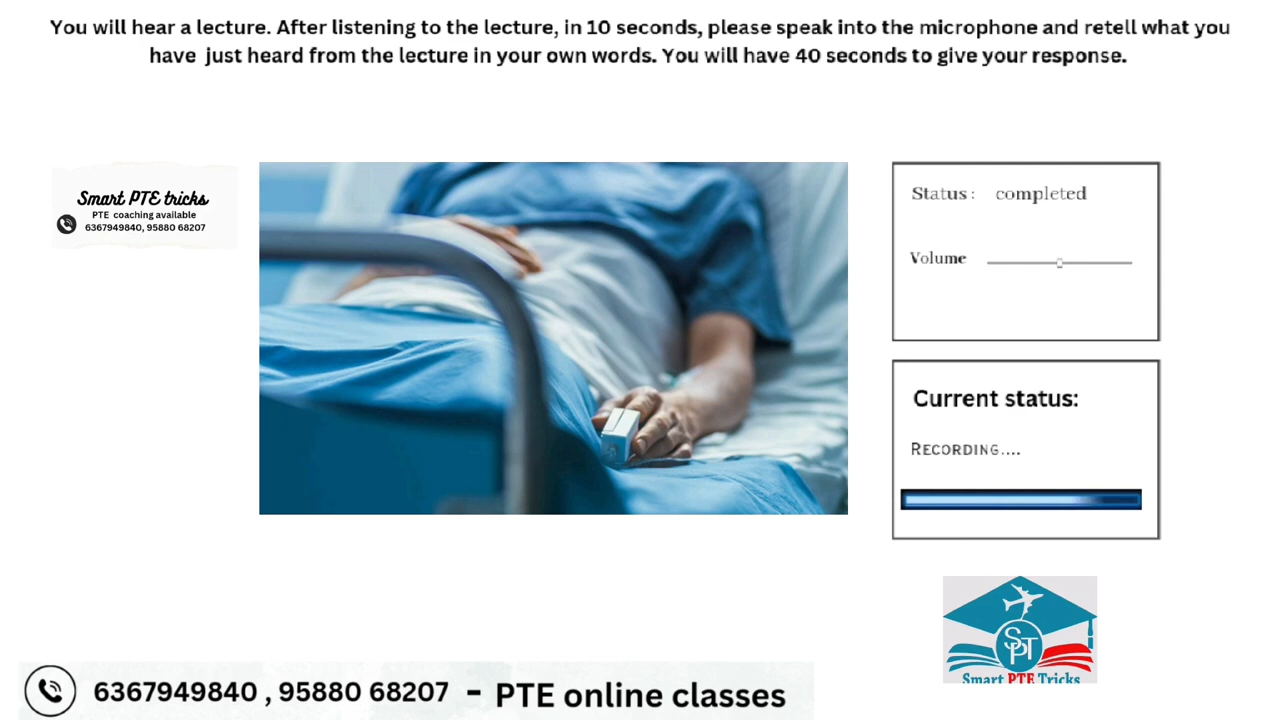 You will hear a lecture. After listening to the lecture, in 10 seconds, please speak into the microphone and retell what you
have just heard from the lecture in your own words. You will have 40 seconds to give your response.
Smart PTE tricks
PTE coaching available
6367949840, 95880 68207
Status : completed
Volume
Current status:
RECORDING....
SPT
Smart PTE Tricks
6367949840 , 95880 68207 - PTE online classes